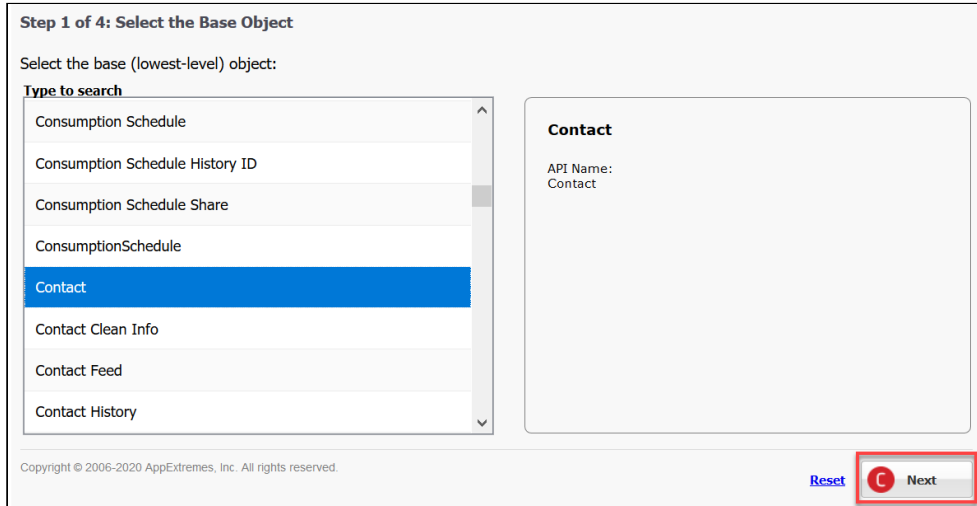 Step 1 of 4: Select the Base Object
Select the base (lowest-level) object:
Type to search
Consumption Schedule
Consumption Schedule History ID
Consumption Schedule Share
ConsumptionSchedule
Contact
Contact Clean Info
Contact Feed
Contact History
Contact
API Name:
Contact
Copyright © 2006-2020 AppExtremes, Inc. All rights reserved.
Reset
C Next